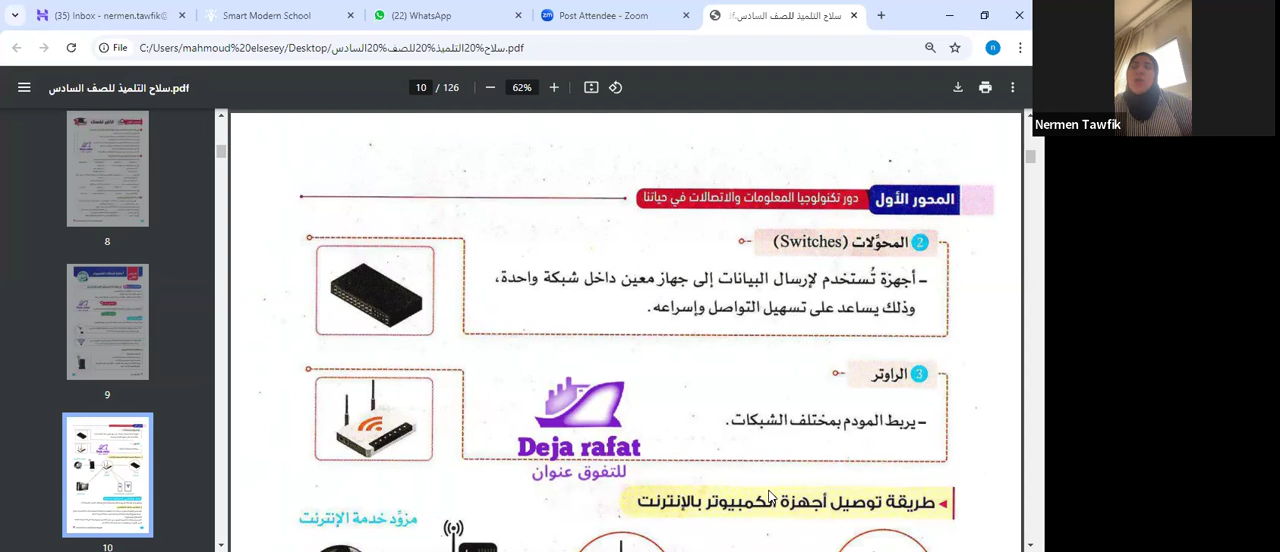 (35) Inbox - nermen.tawfik@
Smart Modern School
(22) WhatsApp
Post Attendee - Zoom
سلاح التلميذ للصف السادس.
File
C:/Users/mahmoud%20elsesey/Desktop/سلاح%20التلميذ%20للصف%20السادس.pdf
n
سلاح التلميذ للصف السادس.pdf
10 / 126
62%
Nermen Tawfik
8
9
10
المحور الأول
دور تكنولوجيا المعلومات والاتصالات في حياتنا
2 المحوّلات (Switches)
- أجهزة تُستخدم لإرسال البيانات إلى جهاز معين داخل شبكة واحدة،
وذلك يساعد على تسهيل التواصل وإسراعه.
3 الراوتر
- يربط المودم بمختلف الشبكات.
Deja rafat
للتفوق عنوان
طريقة توصيل أجهزة الكمبيوتر بالإنترنت
مزود خدمة الإنترنت